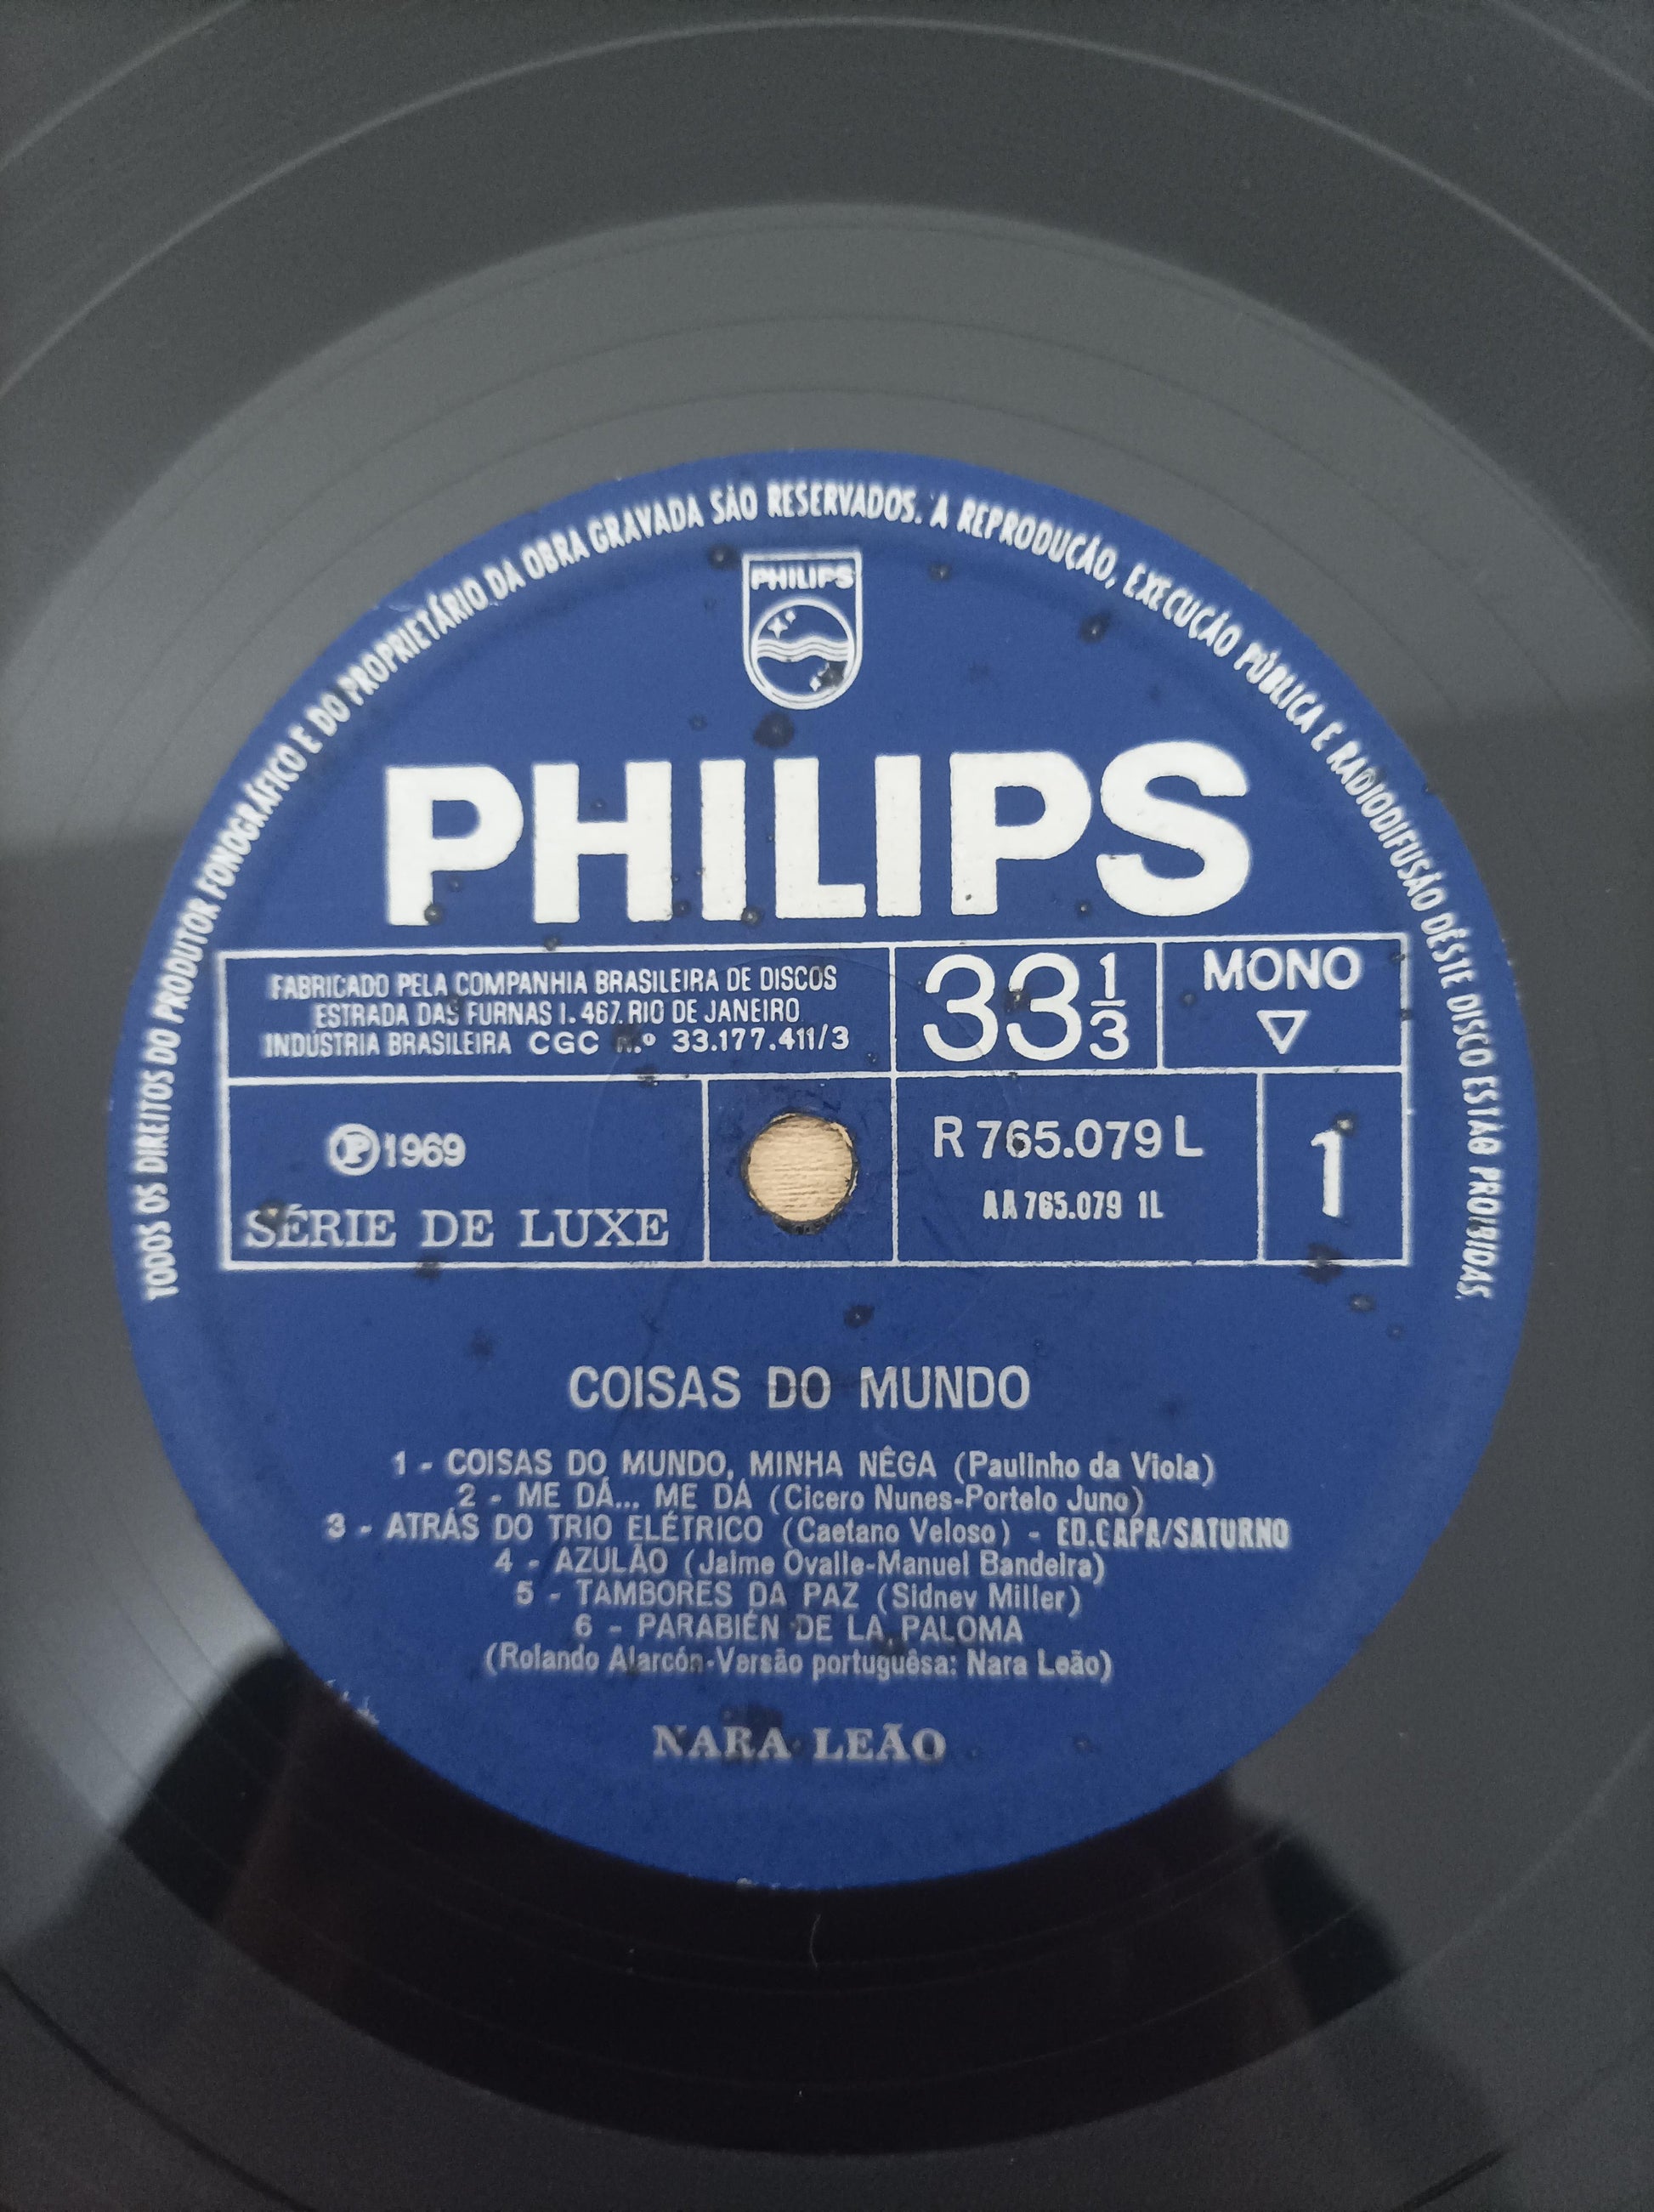 TODOS OS DIREITOS DO PRODUTOR FONOGRÁFICO E DO PROPRIETÁRIO DA OBRA GRAVADA SÃO RESERVADOS. A REPRODUÇÃO, EXECUÇÃO PÚBLICA E RADIODIFUSÃO DÊSTE DISCO ESTÃO PROIBIDAS.
PHILIPS
PHILIPS
FABRICADO PELA COMPANHIA BRASILEIRA DE DISCOS
ESTRADA DAS FURNAS 1.467. RIO DE JANEIRO
INDÚSTRIA BRASILEIRA CGC n.º 33.177.411/3
33 1/3
MONO
Ⓟ1969
SÉRIE DE LUXE
R 765.079 L
AA 765.079 1L
1
COISAS DO MUNDO
1 - COISAS DO MUNDO, MINHA NÊGA (Paulinho da Viola)
2 - ME DÁ... ME DÁ (Cícero Nunes-Portelo Juno)
3 - ATRÁS DO TRIO ELÉTRICO (Caetano Veloso) - ED.CAPA/SATURNO
4 - AZULÃO (Jaime Ovalle-Manuel Bandeira)
5 - TAMBORES DA PAZ (Sidney Miller)
6 - PARABIÉN DE LA PALOMA
(Rolando Alarcón-Versão portuguêsa: Nara Leão)
NARA LEÃO